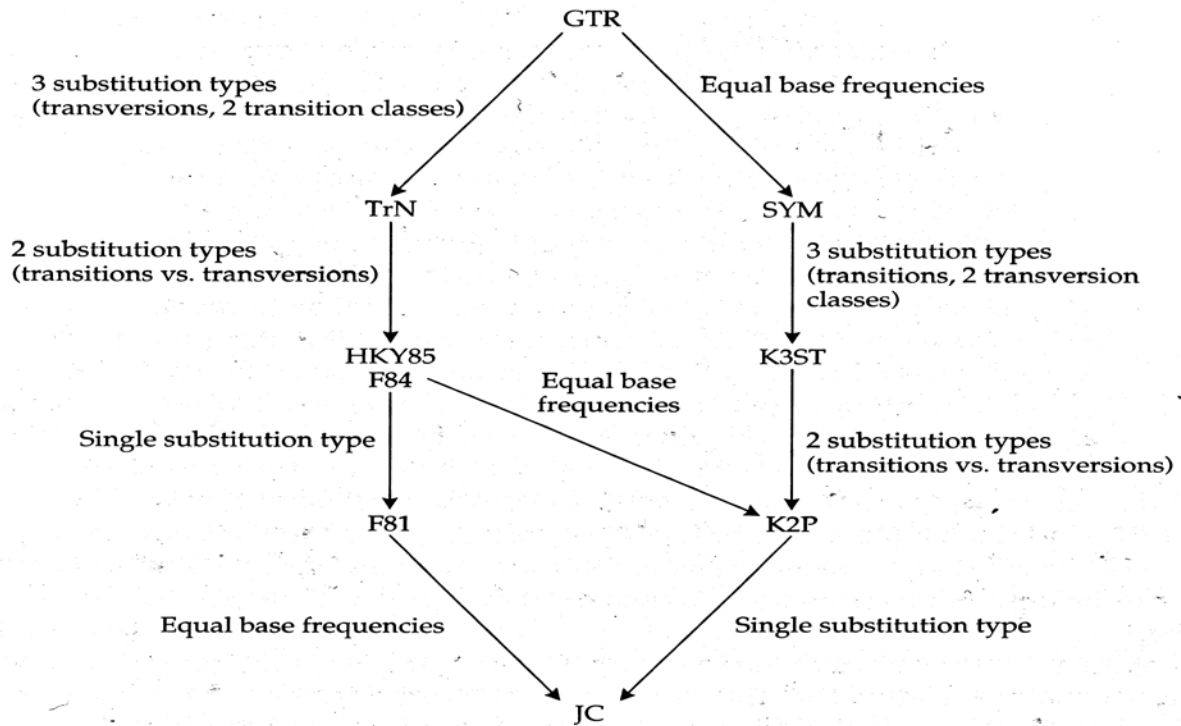 GTR
3 substitution types
(transversions, 2 transition classes)
Equal base frequencies
TrN
SYM
2 substitution types
(transitions vs. transversions)
3 substitution types
(transitions, 2 transversion
classes)
HKY85
F84
K3ST
Equal base
frequencies
Single substitution type
2 substitution types
(transitions vs. transversions)
F81
K2P
Equal base frequencies
Single substitution type
JC